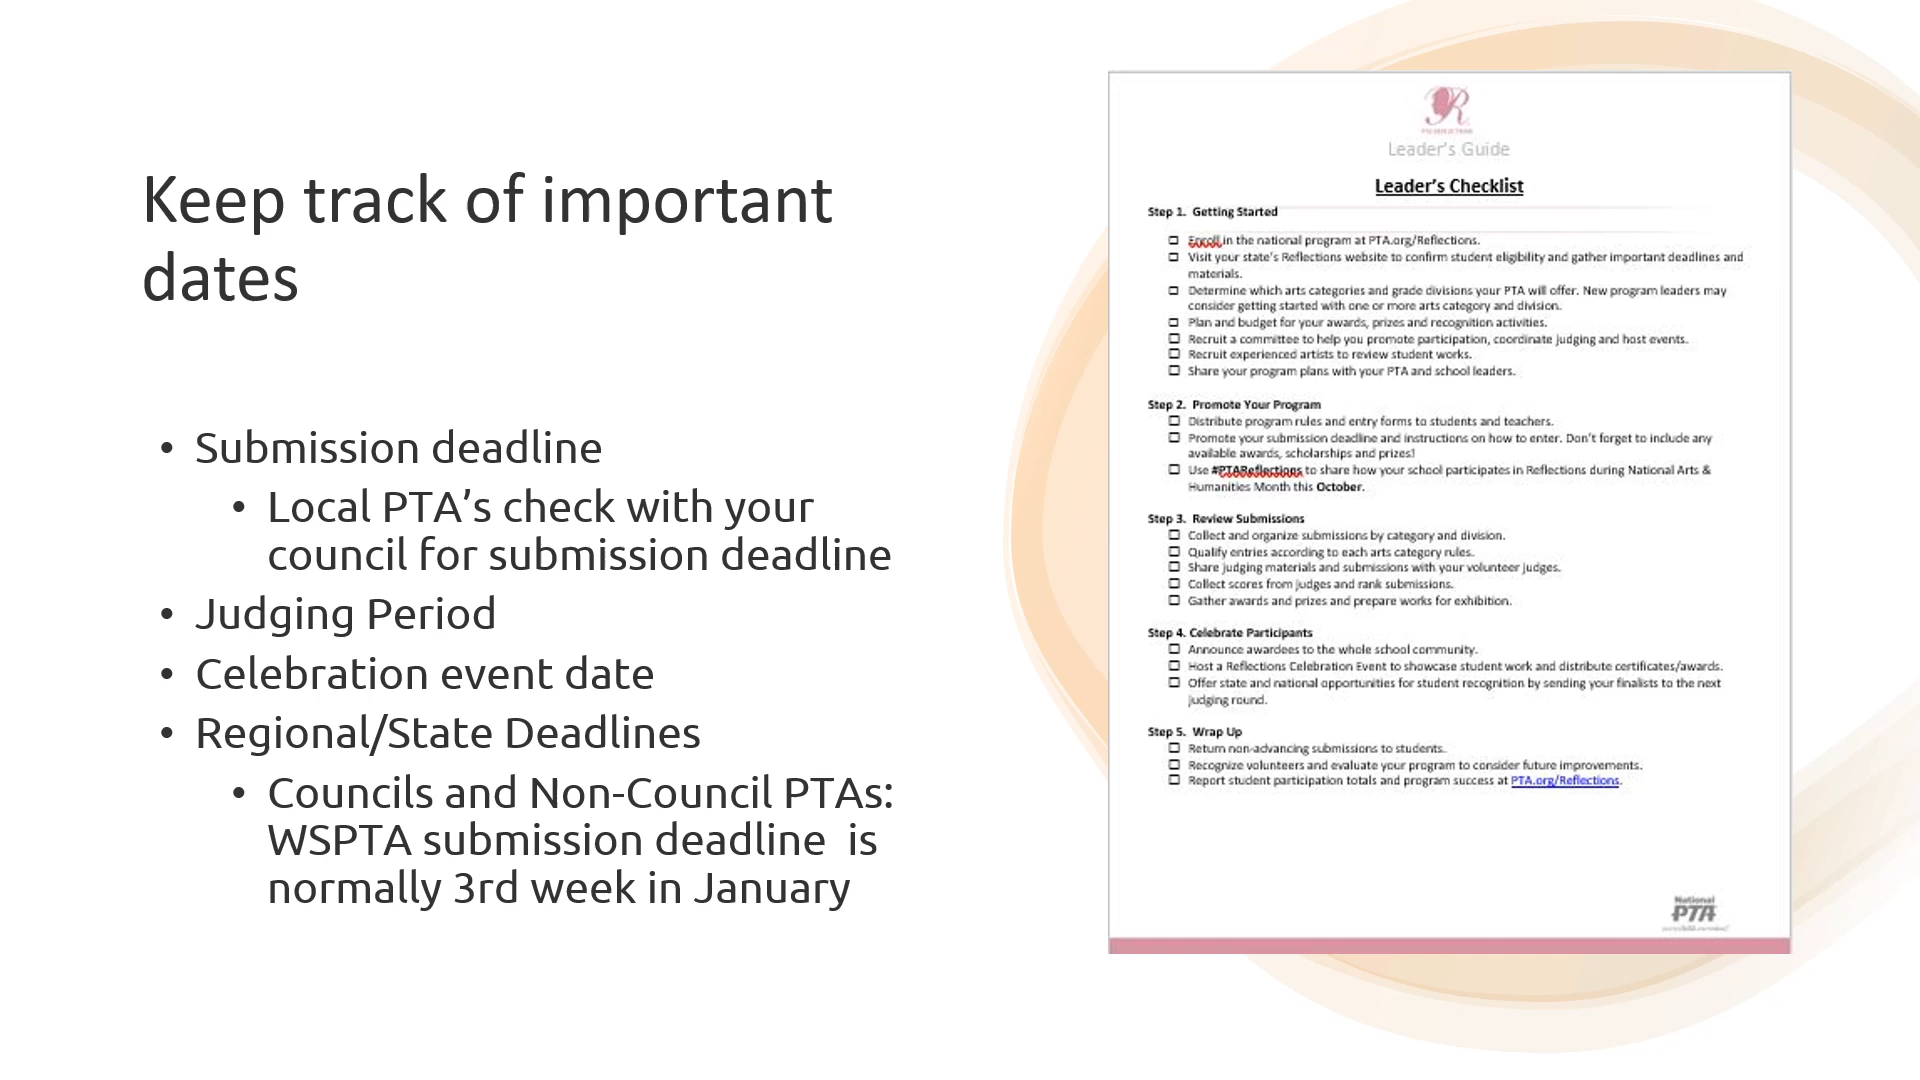 Keep track of important
dates
• Submission deadline
• Local PTA’s check with your
council for submission deadline
• Judging Period
• Celebration event date
• Regional/State Deadlines
• Councils and Non-Council PTAs:
WSPTA submission deadline  is
normally 3rd week in January
R
Leader’s Guide
Leader’s Checklist
Step 1.  Getting Started
❑ Enroll in the national program at PTA.org/Reflections.
❑ Visit your state’s Reflections website to confirm student eligibility and gather important deadlines and
materials.
❑ Determine which arts categories and grade divisions your PTA will offer. New program leaders may
consider getting started with one or more arts category and division.
❑ Plan and budget for your awards, prizes and recognition activities.
❑ Recruit a committee to help you promote participation, coordinate judging and host events.
❑ Recruit experienced artists to review student works.
❑ Share your program plans with your PTA and school leaders.
Step 2.  Promote Your Program
❑ Distribute program rules and entry forms to students and teachers.
❑ Promote your submission deadline and instructions on how to enter. Don’t forget to include any
available awards, scholarships and prizes!
❑ Use #PTAReflections to share how your school participates in Reflections during National Arts &
Humanities Month this October.
Step 3.  Review Submissions
❑ Collect and organize submissions by category and division.
❑ Qualify entries according to each arts category rules.
❑ Share judging materials and submissions with your volunteer judges.
❑ Collect scores from judges and rank submissions.
❑ Gather awards and prizes and prepare works for exhibition.
Step 4. Celebrate Participants
❑ Announce awardees to the whole school community.
❑ Host a Reflections Celebration Event to showcase student work and distribute certificates/awards.
❑ Offer state and national opportunities for student recognition by sending your finalists to the next
judging round.
Step 5.  Wrap Up
❑ Return non-advancing submissions to students.
❑ Recognize volunteers and evaluate your program to consider future improvements.
❑ Report student participation totals and program success at PTA.org/Reflections.
National
PTA